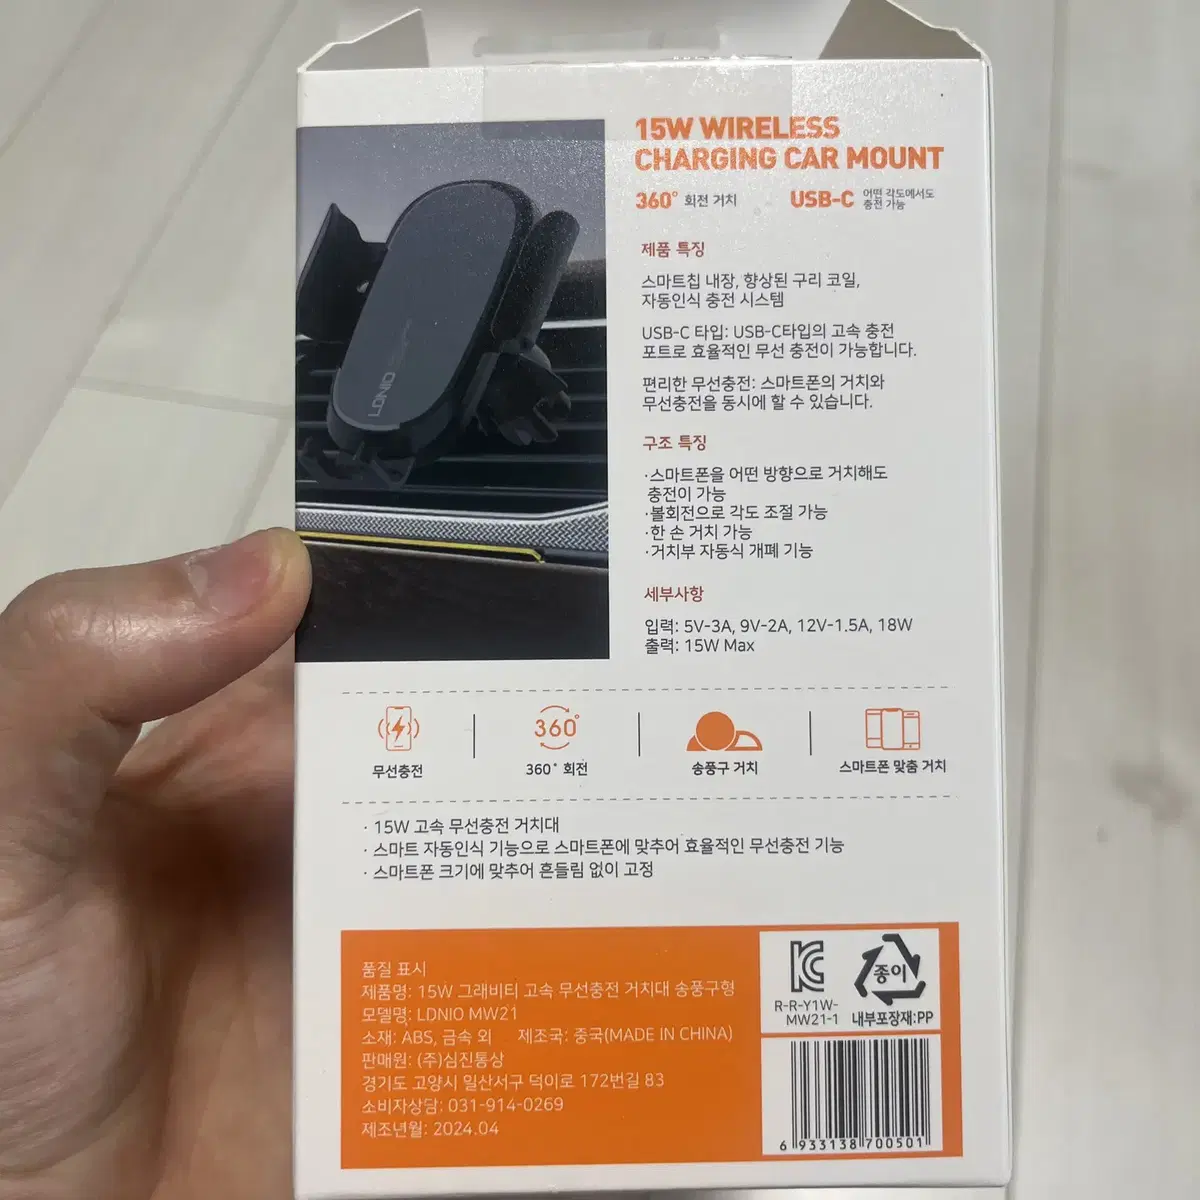 15W WIRELESS
CHARGING CAR MOUNT
360° 회전 거치
USB-C 어떤 각도에서도
충전 가능
제품 특징
스마트칩 내장, 향상된 구리 코일,
자동인식 충전 시스템
USB-C 타입: USB-C타입의 고속 충전
포트로 효율적인 무선 충전이 가능합니다.
편리한 무선충전: 스마트폰의 거치와
무선충전을 동시에 할 수 있습니다.
구조 특징
·스마트폰을 어떤 방향으로 거치해도
충전이 가능
·볼회전으로 각도 조절 가능
·한 손 거치 가능
·거치부 자동식 개폐 기능
세부사항
입력: 5V-3A, 9V-2A, 12V-1.5A, 18W
출력: 15W Max
LDNIO
360°
무선충전
360° 회전
송풍구 거치
스마트폰 맞춤 거치
· 15W 고속 무선충전 거치대
· 스마트 자동인식 기능으로 스마트폰에 맞추어 효율적인 무선충전 기능
· 스마트폰 크기에 맞추어 흔들림 없이 고정
품질 표시
제품명: 15W 그래비티 고속 무선충전 거치대 송풍구형
모델명: LDNIO MW21
소재: ABS, 금속 외 제조국: 중국(MADE IN CHINA)
판매원: (주)심진통상
경기도 고양시 일산서구 덕이로 172번길 83
소비자상담: 031-914-0269
제조년월: 2024.04
R-R-Y1W-
MW21-1
종이
내부포장재:PP
6 933138 700501